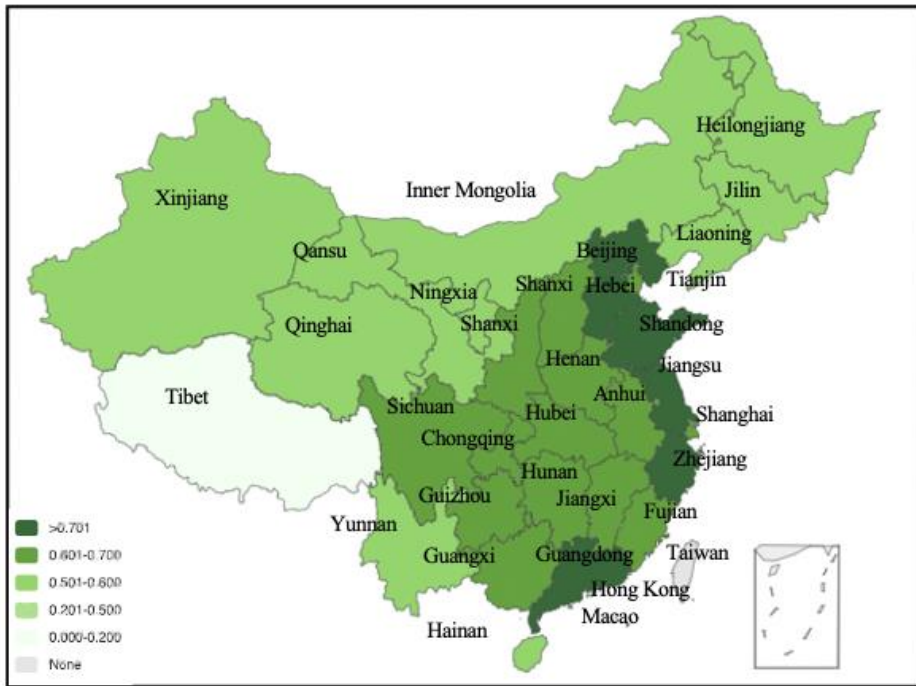 Heilongjiang
Jilin
Inner Mongolia
Xinjiang
Liaoning
Beijing
Qansu
Tianjin
Shanxi
Hebei
Ningxia
Qinghai
Shanxi
Shandong
Henan
Jiangsu
Tibet
Anhui
Sichuan
Hubei
Shanghai
Chongqing
Zhejiang
Hunan
Guizhou
Jiangxi
Fujian
Yunnan
Guangxi
Guangdong
Taiwan
Hong Kong
Macao
Hainan
>0.701
0.601-0.700
0.501-0.600
0.201-0.500
0.000-0.200
None